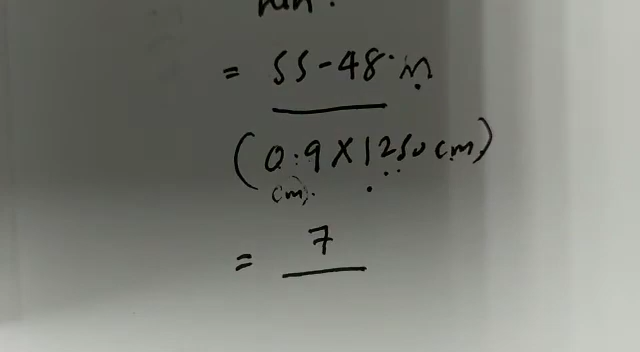 = 55-48 m
(0.9 X 1250 cm)
cm).
= 7